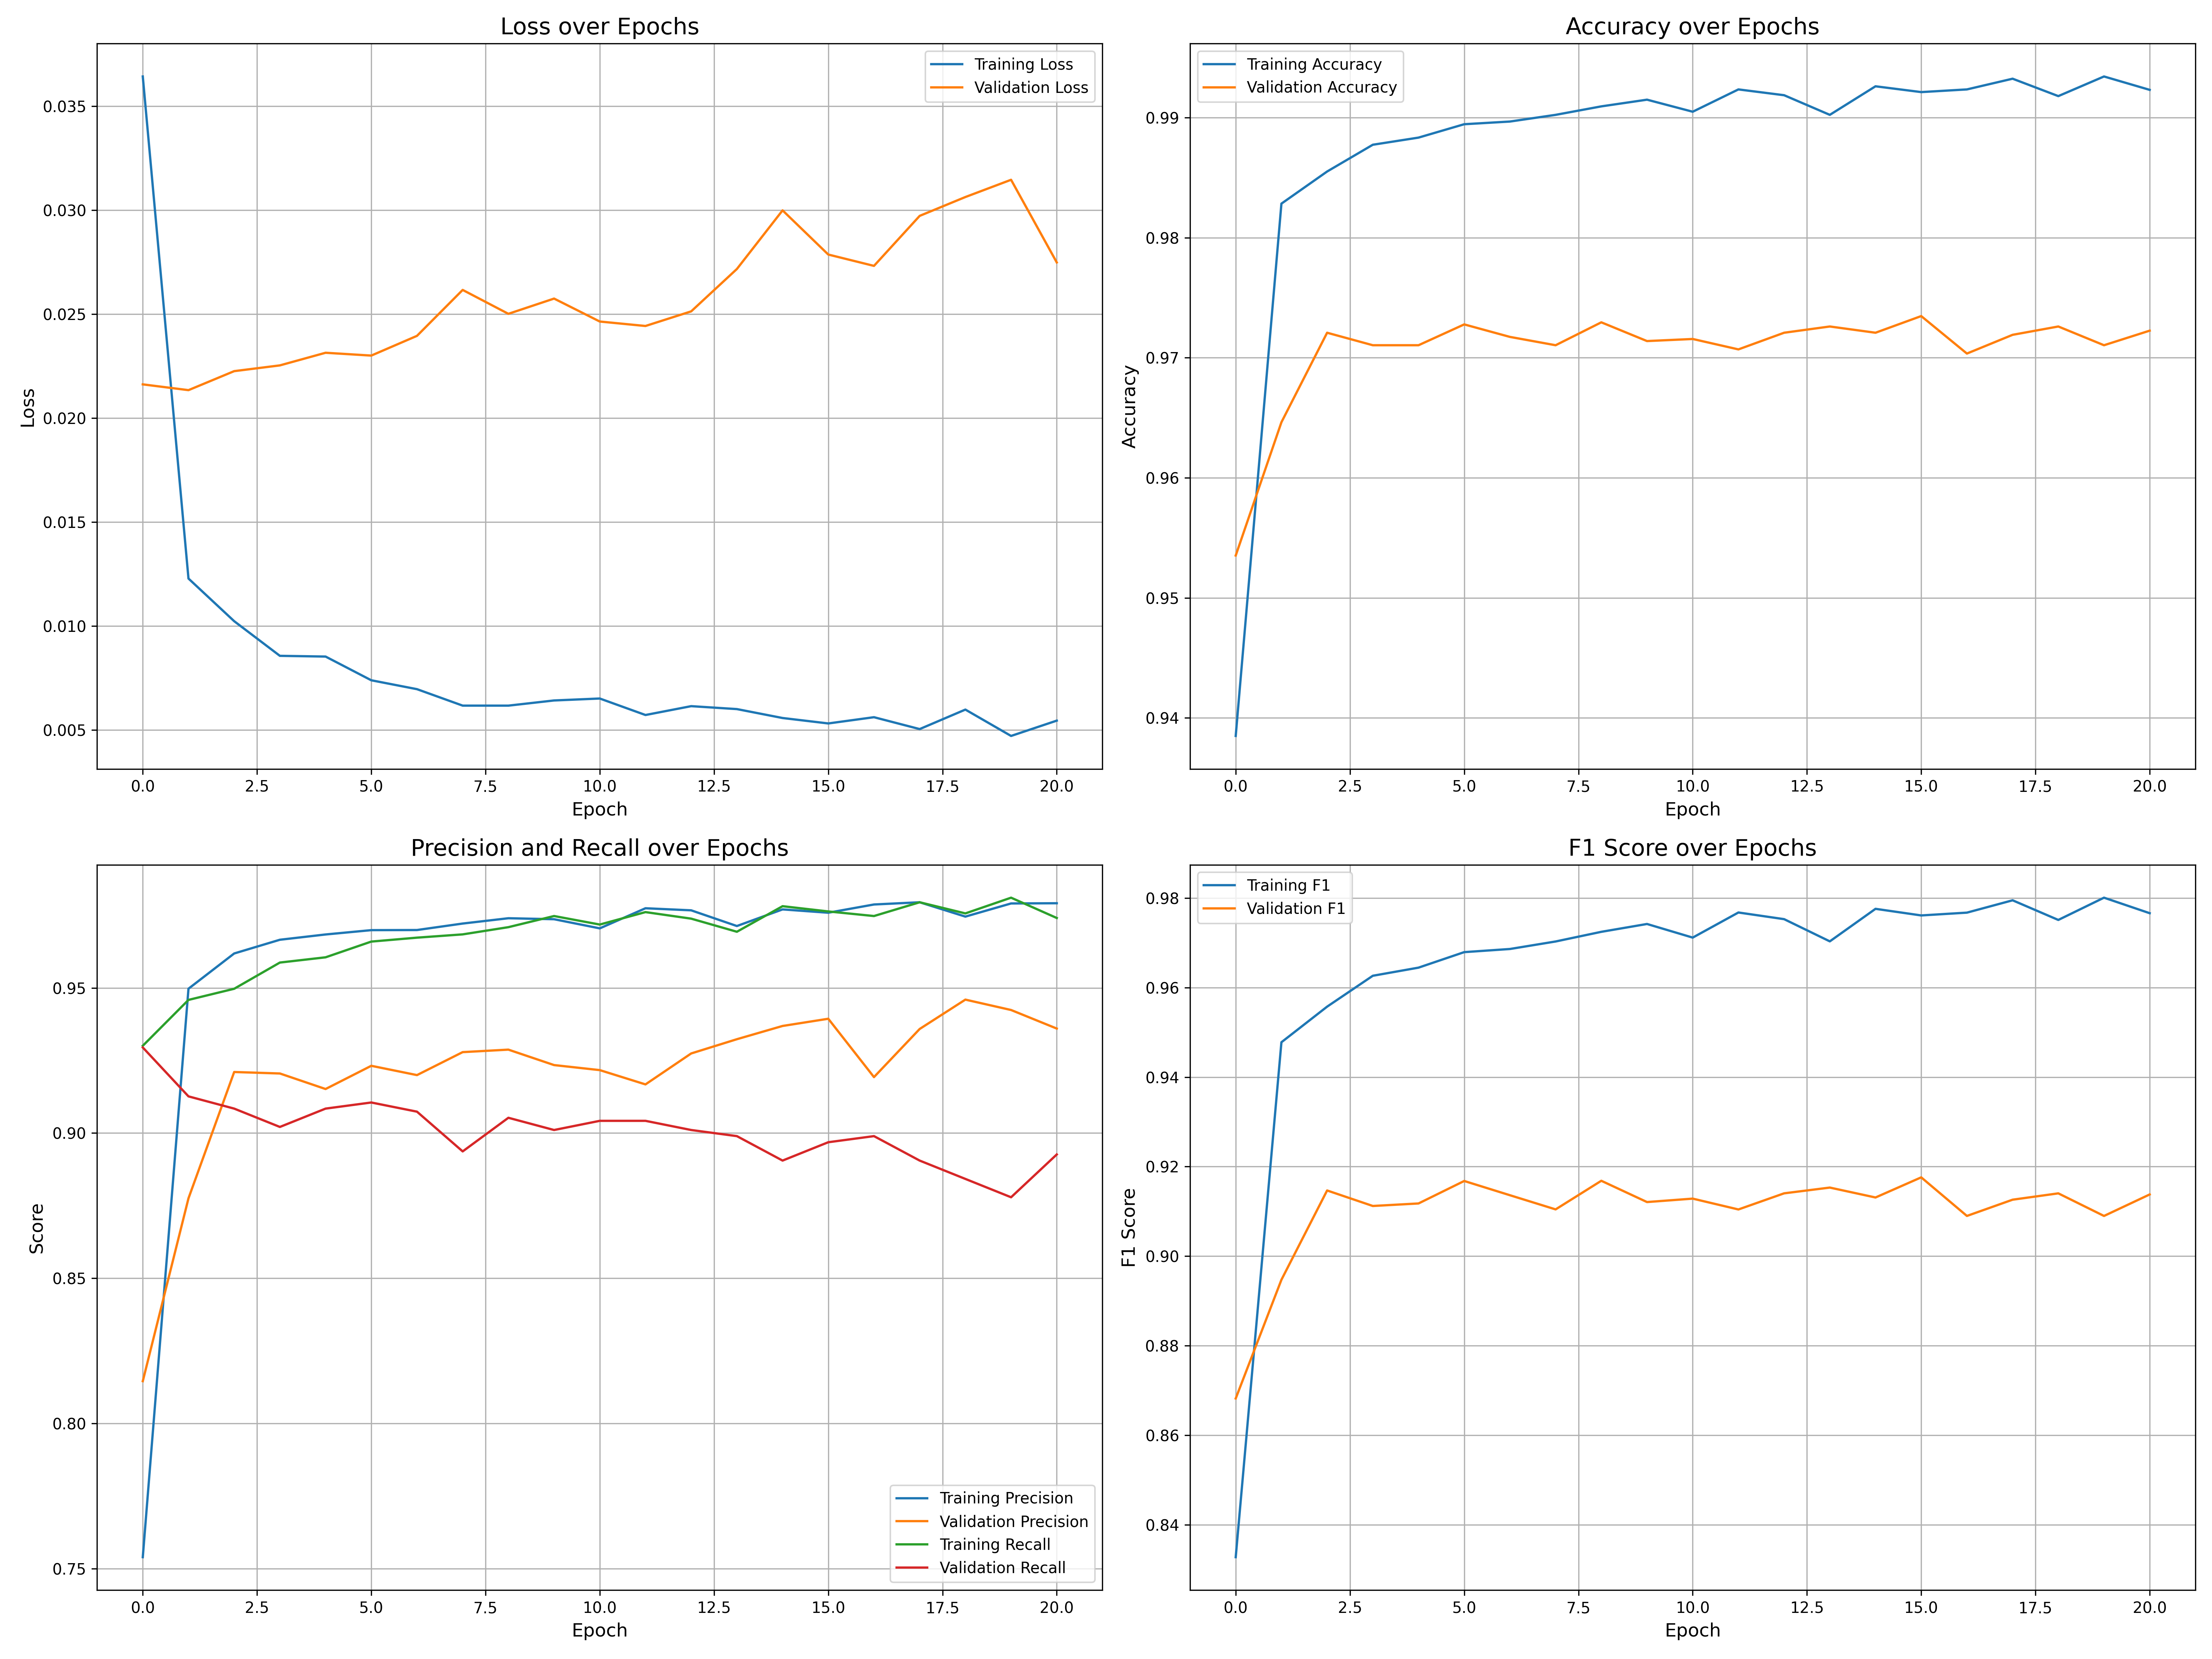 Loss over Epochs
Training Loss
Validation Loss
0.035
0.030
0.025
0.020
0.015
0.010
0.005
Loss
0.0 2.5 5.0 7.5 10.0 12.5 15.0 17.5 20.0
Epoch
Accuracy over Epochs
Training Accuracy
Validation Accuracy
0.99
0.98
0.97
0.96
0.95
0.94
Accuracy
0.0 2.5 5.0 7.5 10.0 12.5 15.0 17.5 20.0
Epoch
Precision and Recall over Epochs
0.95
0.90
0.85
0.80
0.75
Score
Training Precision
Validation Precision
Training Recall
Validation Recall
0.0 2.5 5.0 7.5 10.0 12.5 15.0 17.5 20.0
Epoch
F1 Score over Epochs
Training F1
Validation F1
0.98
0.96
0.94
0.92
0.90
0.88
0.86
0.84
F1 Score
0.0 2.5 5.0 7.5 10.0 12.5 15.0 17.5 20.0
Epoch